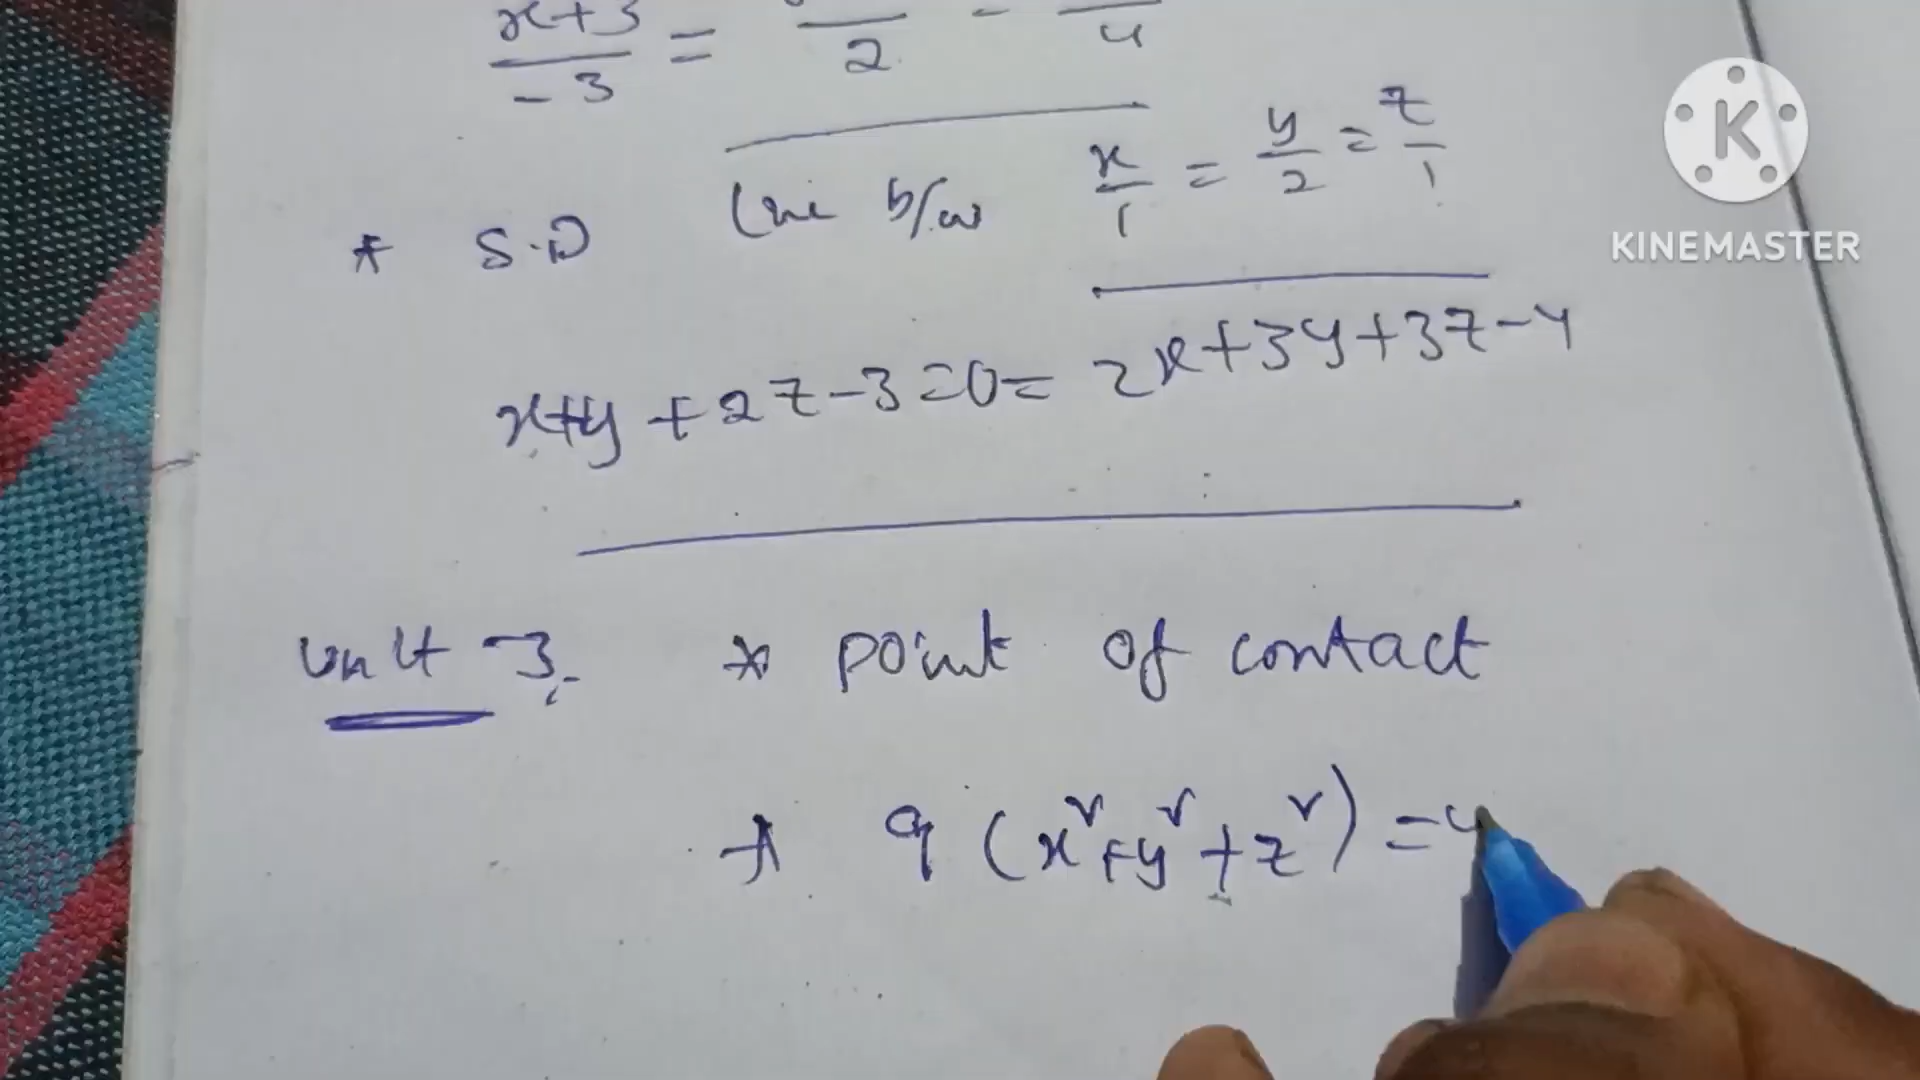 x+3/-3 = /2 - /4
* S.D line b/w x/1 = y/2 = z/1
x+y+2z-3=0= 2x+3y+3z-4
Unit-3. * point of contact
* 9(x²+y²+z²)=4
K
KINEMASTER